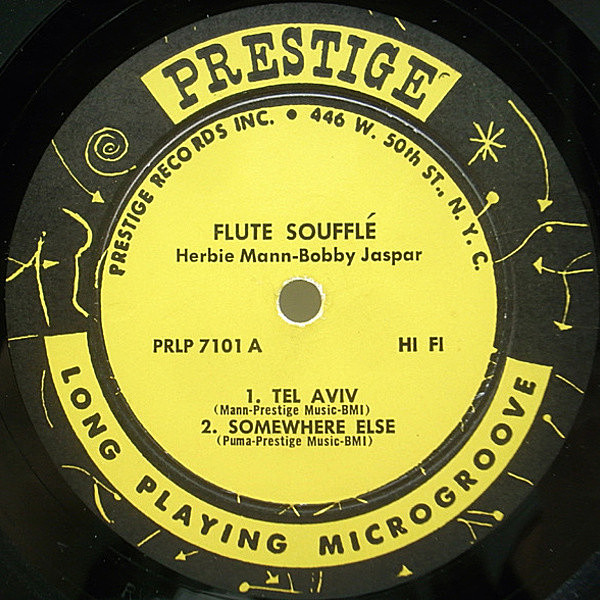 PRESTIGE
PRESTIGE RECORDS INC. • 446 W. 50th ST., N.Y.C.
FLUTE SOUFFLÉ
Herbie Mann-Bobby Jaspar
PRLP 7101 A HI FI
1. TEL AVIV
(Mann-Prestige Music-BMI)
2. SOMEWHERE ELSE
(Puma-Prestige Music-BMI)
LONG PLAYING MICROGROOVE